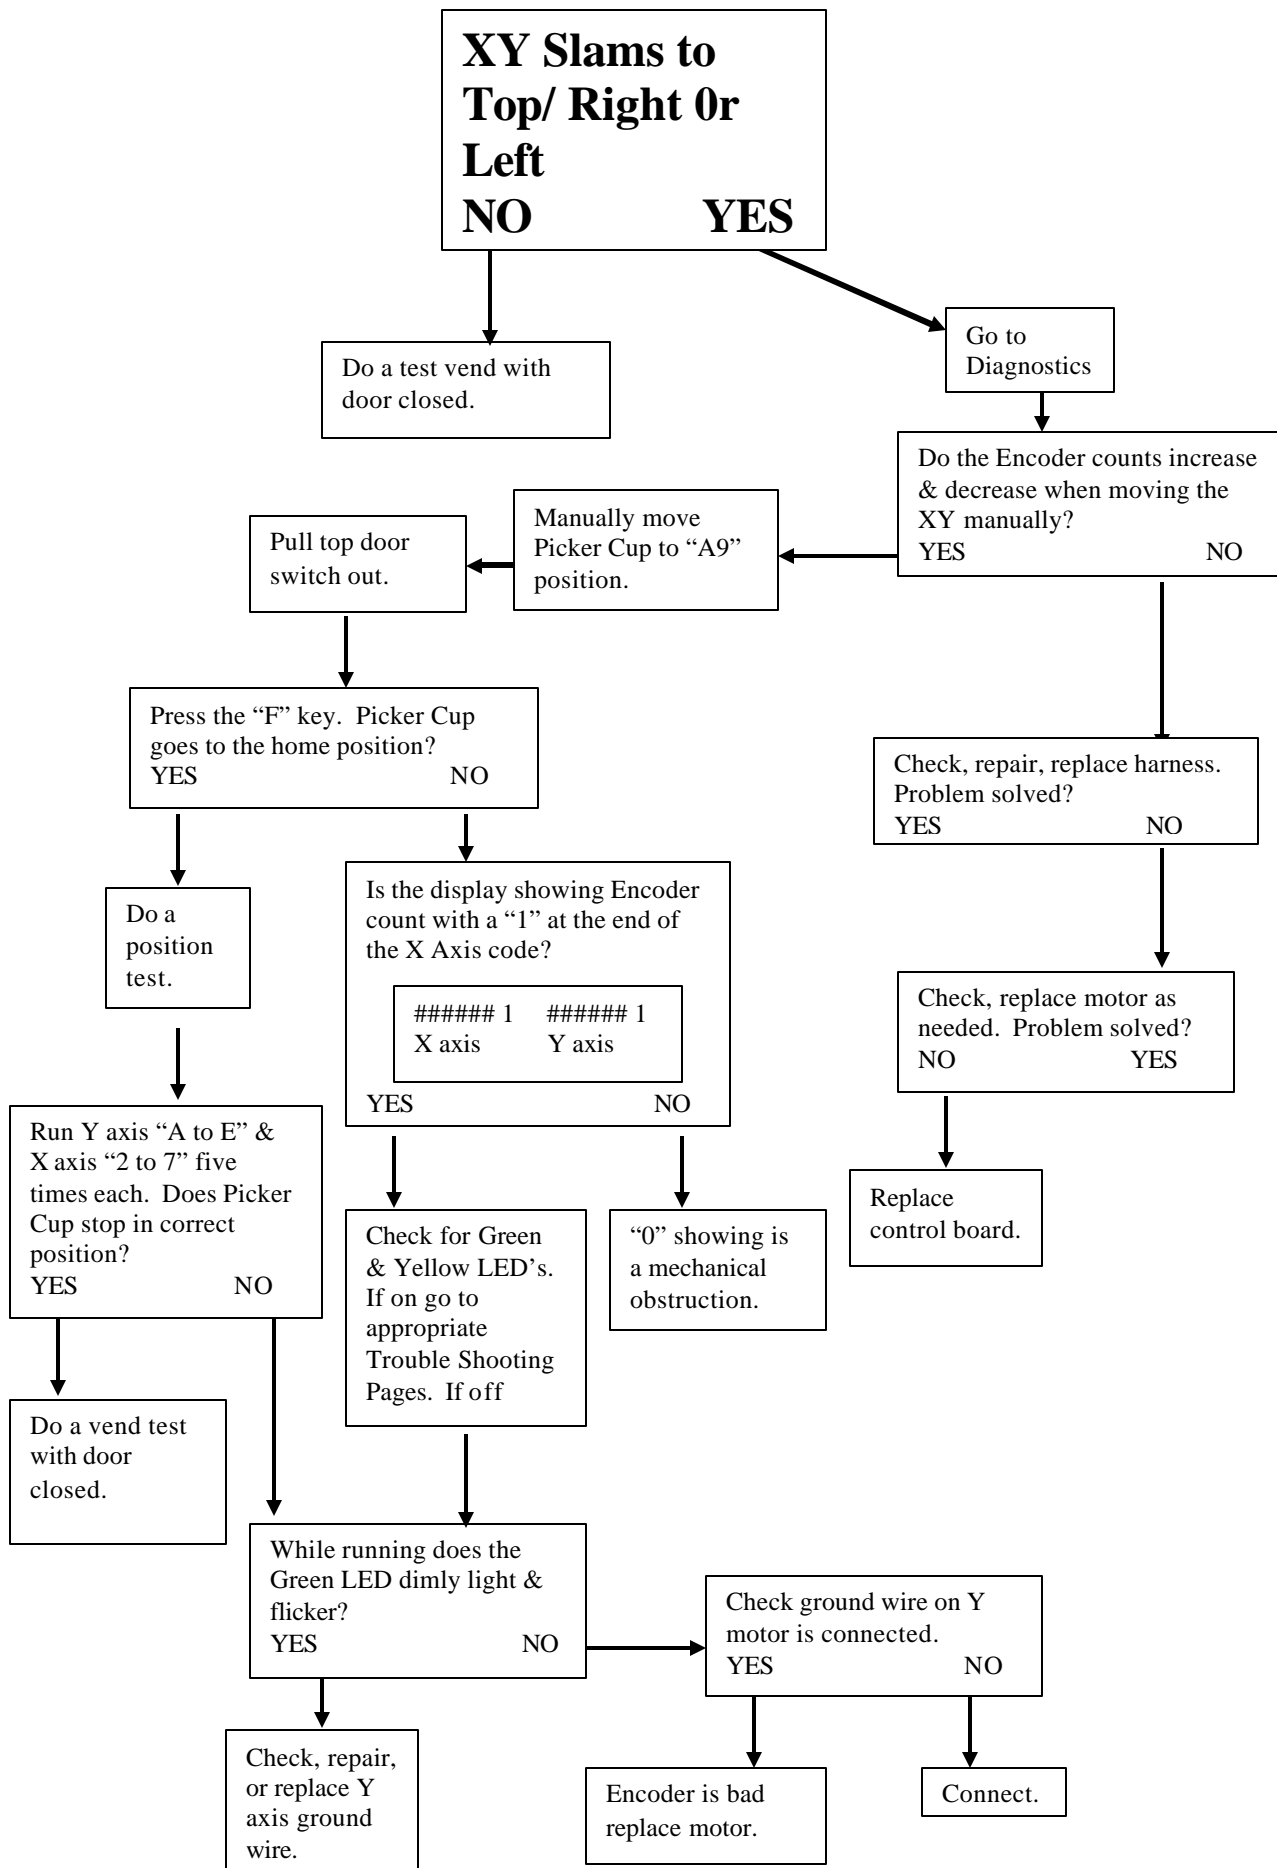 XY Slams to
Top/ Right 0r
Left
NO YES
Go to
Diagnostics
Do a test vend with
door closed.
Do the Encoder counts increase
& decrease when moving the
XY manually?
YES NO
Manually move
Picker Cup to “A9”
position.
Pull top door
switch out.
Press the “F” key. Picker Cup
goes to the home position?
YES NO
Check, repair, replace harness.
Problem solved?
YES NO
Do a
position
test.
Is the display showing Encoder
count with a “1” at the end of
the X Axis code?
###### 1 ###### 1
X axis Y axis
YES NO
Check, replace motor as
needed. Problem solved?
NO YES
Run Y axis “A to E” &
X axis “2 to 7” five
times each. Does Picker
Cup stop in correct
position?
YES NO
Replace
control board.
Check for Green
& Yellow LED’s.
If on go to
appropriate
Trouble Shooting
Pages. If off
“0” showing is
a mechanical
obstruction.
Do a vend test
with door
closed.
While running does the
Green LED dimly light &
flicker?
YES NO
Check ground wire on Y
motor is connected.
YES NO
Check, repair,
or replace Y
axis ground
wire.
Encoder is bad
replace motor.
Connect.